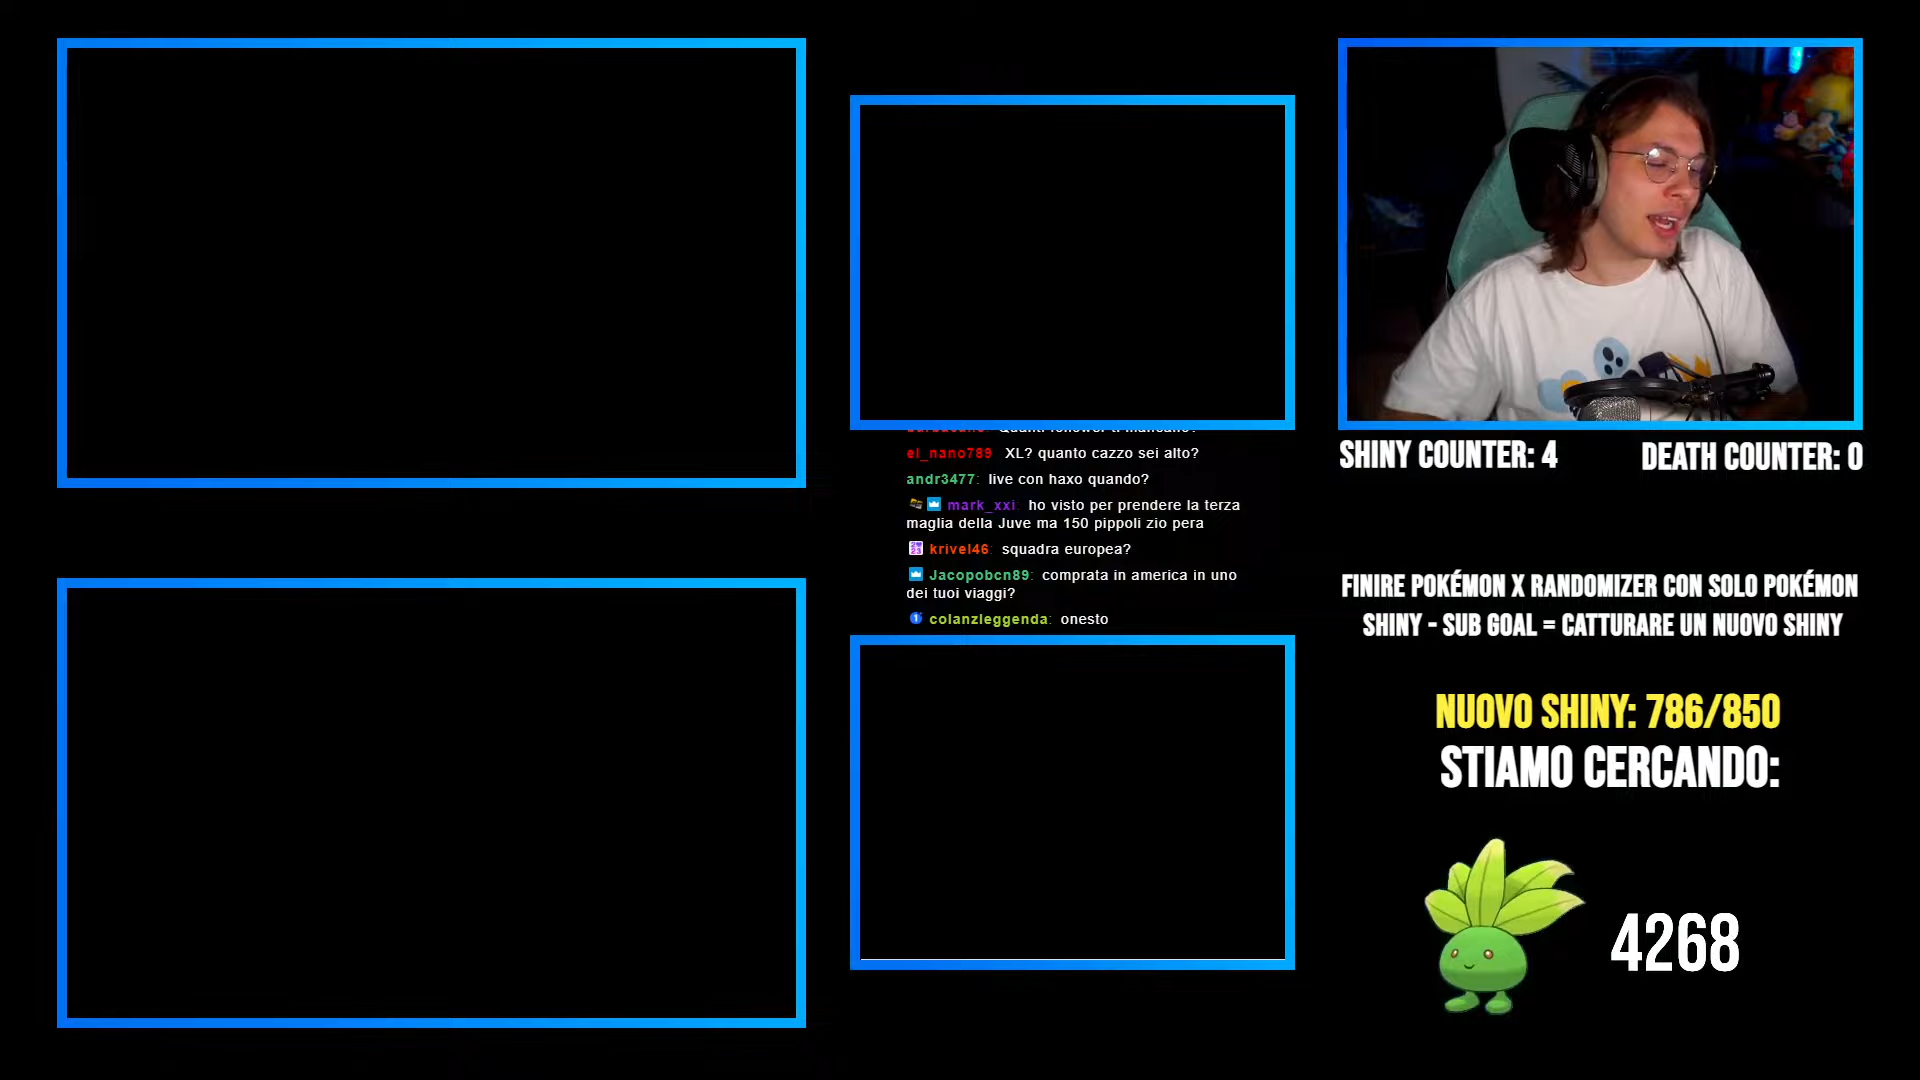 el_nano789 XL? quanto cazzo sei alto?
andr3477: live con haxo quando?
mark_xxi: ho visto per prendere la terza
maglia della Juve ma 150 pippoli zio pera
krivel46: squadra europea?
Jacopobcn89: comprata in america in uno
dei tuoi viaggi?
colanzleggenda: onesto
SHINY COUNTER: 4
DEATH COUNTER: 0
FINIRE POKÉMON X RANDOMIZER CON SOLO POKÉMON
SHINY - SUB GOAL = CATTURARE UN NUOVO SHINY
NUOVO SHINY: 786/850
STIAMO CERCANDO:
4268